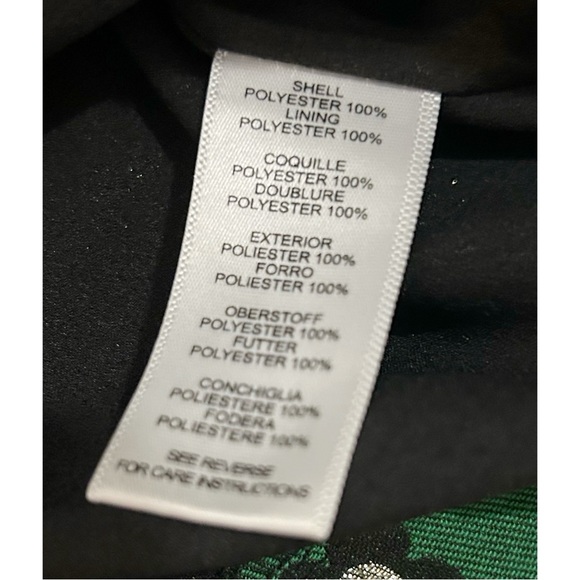 SHELL
POLYESTER 100%
LINING
POLYESTER 100%
COQUILLE
POLYESTER 100%
DOUBLURE
POLYESTER 100%
EXTERIOR
POLIESTER 100%
FORRO
POLIESTER 100%
OBERSTOFF
POLYESTER 100%
FUTTER
POLYESTER 100%
CONCHIGLIA
POLIESTERE 100%
FODERA
POLIESTERE 100%
SEE REVERSE
FOR CARE INSTRUCTIONS